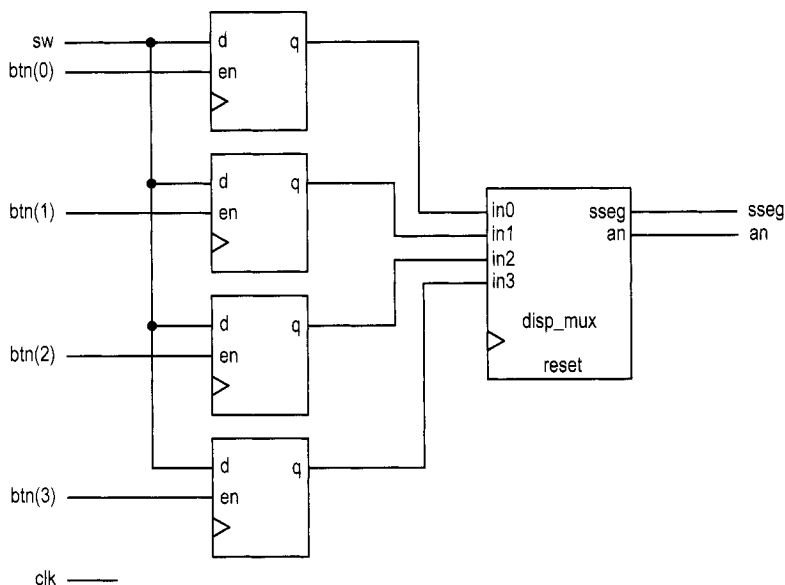 sw
d q
btn(0)
en
d q
btn(1)
en
in0 sseg sseg
in1 an an
in2
in3
d q
disp_mux
btn(2)
en
reset
d q
btn(3)
en
clk